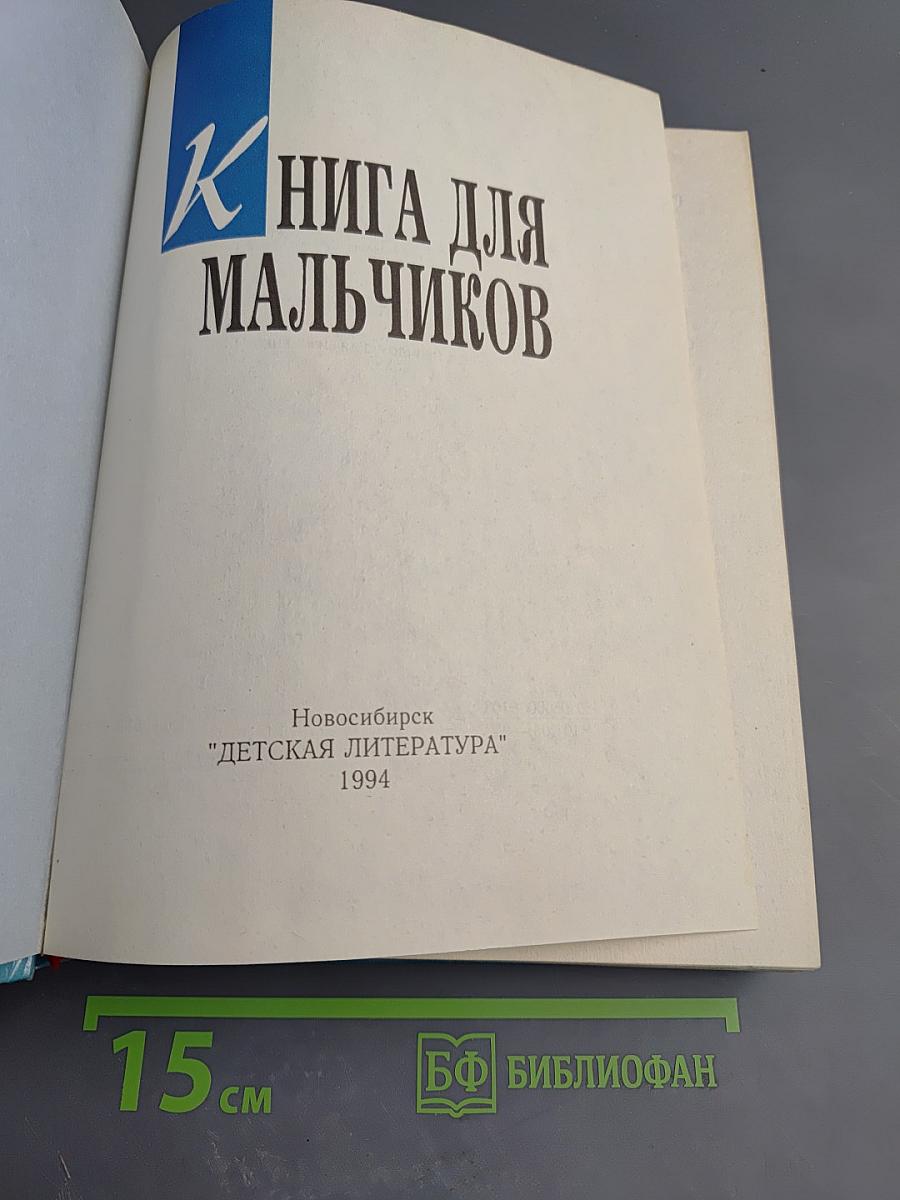 КНИГА ДЛЯ
МАЛЬЧИКОВ
Новосибирск
"ДЕТСКАЯ ЛИТЕРАТУРА"
1994
15 см
БФ БИБЛИОФАН